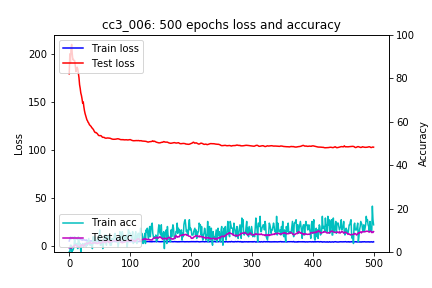 cc3_006: 500 epochs loss and accuracy
Train loss
Test loss
Train acc
Test acc
Loss
Accuracy
200
150
100
50
0
100
80
60
40
20
0
0 100 200 300 400 500